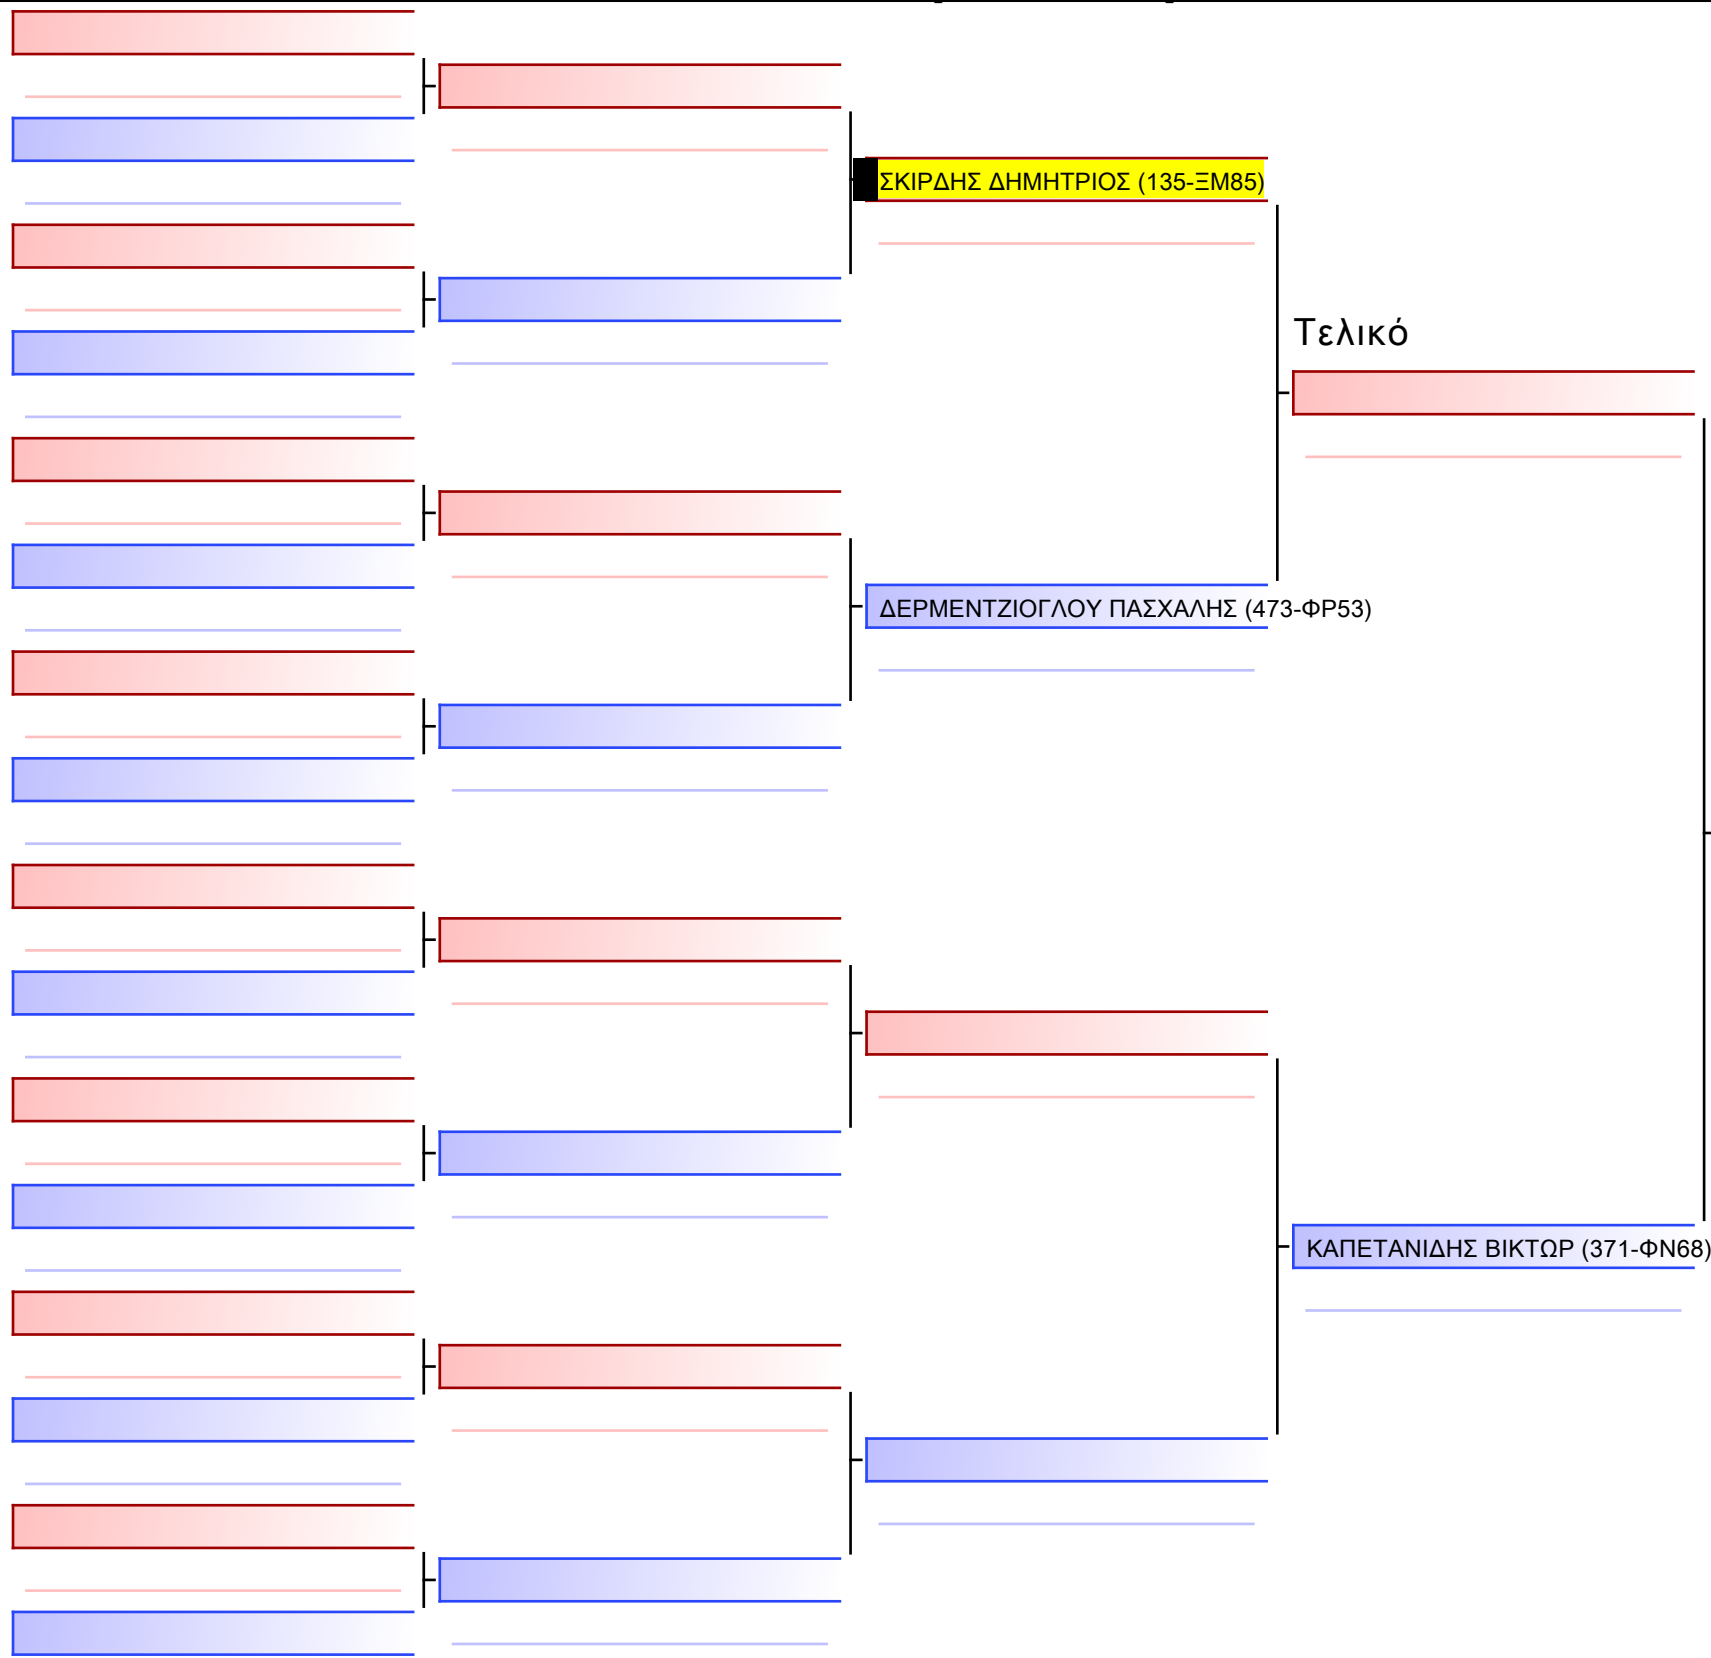 ΣΚΙΡΔΗΣ ΔΗΜΗΤΡΙΟΣ (135-ΞΜ85)
Τελικό
ΔΕΡΜΕΝΤΖΙΟΓΛΟΥ ΠΑΣΧΑΛΗΣ (473-ΦΡ53)
ΚΑΠΕΤΑΝΙΔΗΣ ΒΙΚΤΩΡ (371-ΦΝ68)